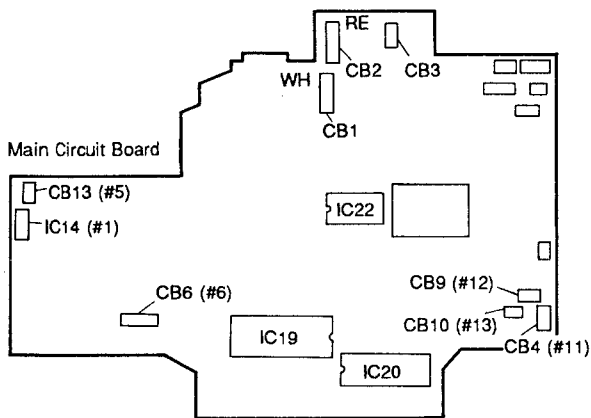 RE
CB2
CB3
WH
CB1
Main Circuit Board
CB13 (#5)
IC14 (#1)
IC22
CB9 (#12)
CB6 (#6)
CB10 (#13)
IC19
CB4 (#11)
IC20